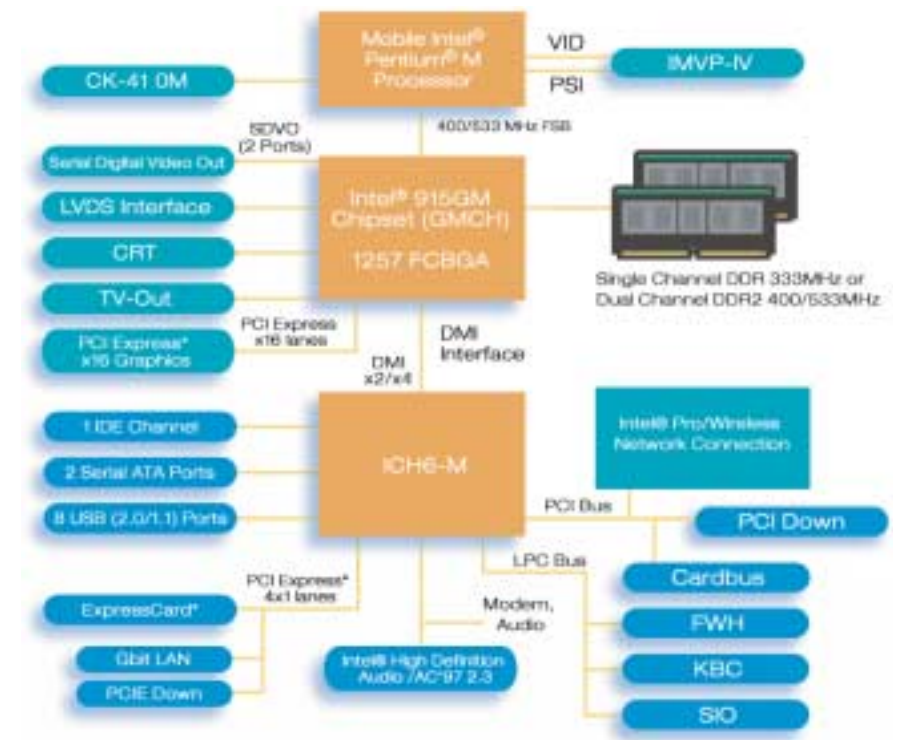 Mobile Intel®
Pentium® M
Processor
VID
PSI
IMVP-IV
CK-410M
400/533 MHz FSB
SDVO
(2 Ports)
Serial Digital Video Out
LVDS Interface
CRT
TV-Out
PCI Express*
x16 Graphics
PCI Express
x16 lanes
Intel® 915GM
Chipset (GMCH)
1257 FCBGA
Single Channel DDR 333MHz or
Dual Channel DDR2 400/533MHz
DMI
x2/x4
DMI
Interface
1 IDE Channel
2 Serial ATA Ports
8 USB (2.0/1.1) Ports
ICH6-M
Intel® Pro/Wireless
Network Connection
PCI Bus
PCI Down
Cardbus
LPC Bus
FWH
KBC
SIO
PCI Express*
4x1 lanes
ExpressCard*
Gbit LAN
PCIE Down
Modem,
Audio
Intel® High Definition
Audio /AC'97 2.3